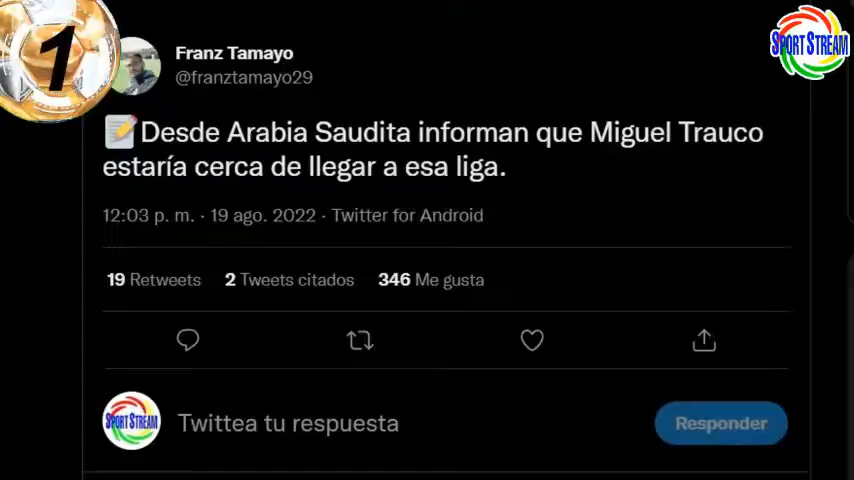 1
SPORT STREAM
Franz Tamayo
@franztamayo29
📝Desde Arabia Saudita informan que Miguel Trauco
estaría cerca de llegar a esa liga.
12:03 p. m. · 19 ago. 2022 · Twitter for Android
19 Retweets 2 Tweets citados 346 Me gusta
SPORT STREAM
Twittea tu respuesta
Responder